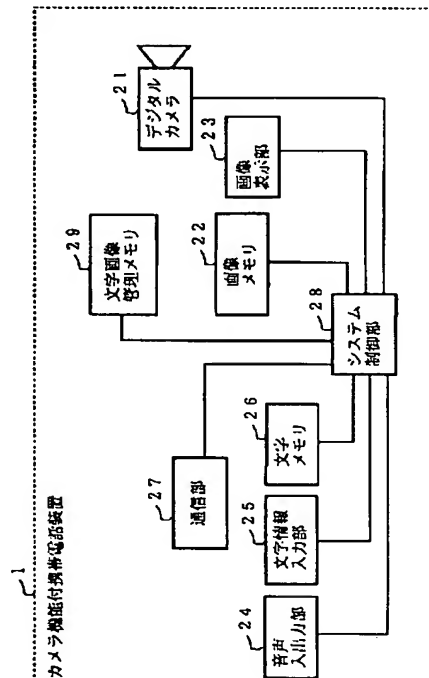 1
カメラ機能付携帯電話装置
29
文字画像
管理メモリ
21
デジタル
カメラ
27
通信部
22
画像
メモリ
23
画像
表示部
24
音声
入出力部
25
文字情報
入力部
26
文字
メモリ
28
システム
制御部